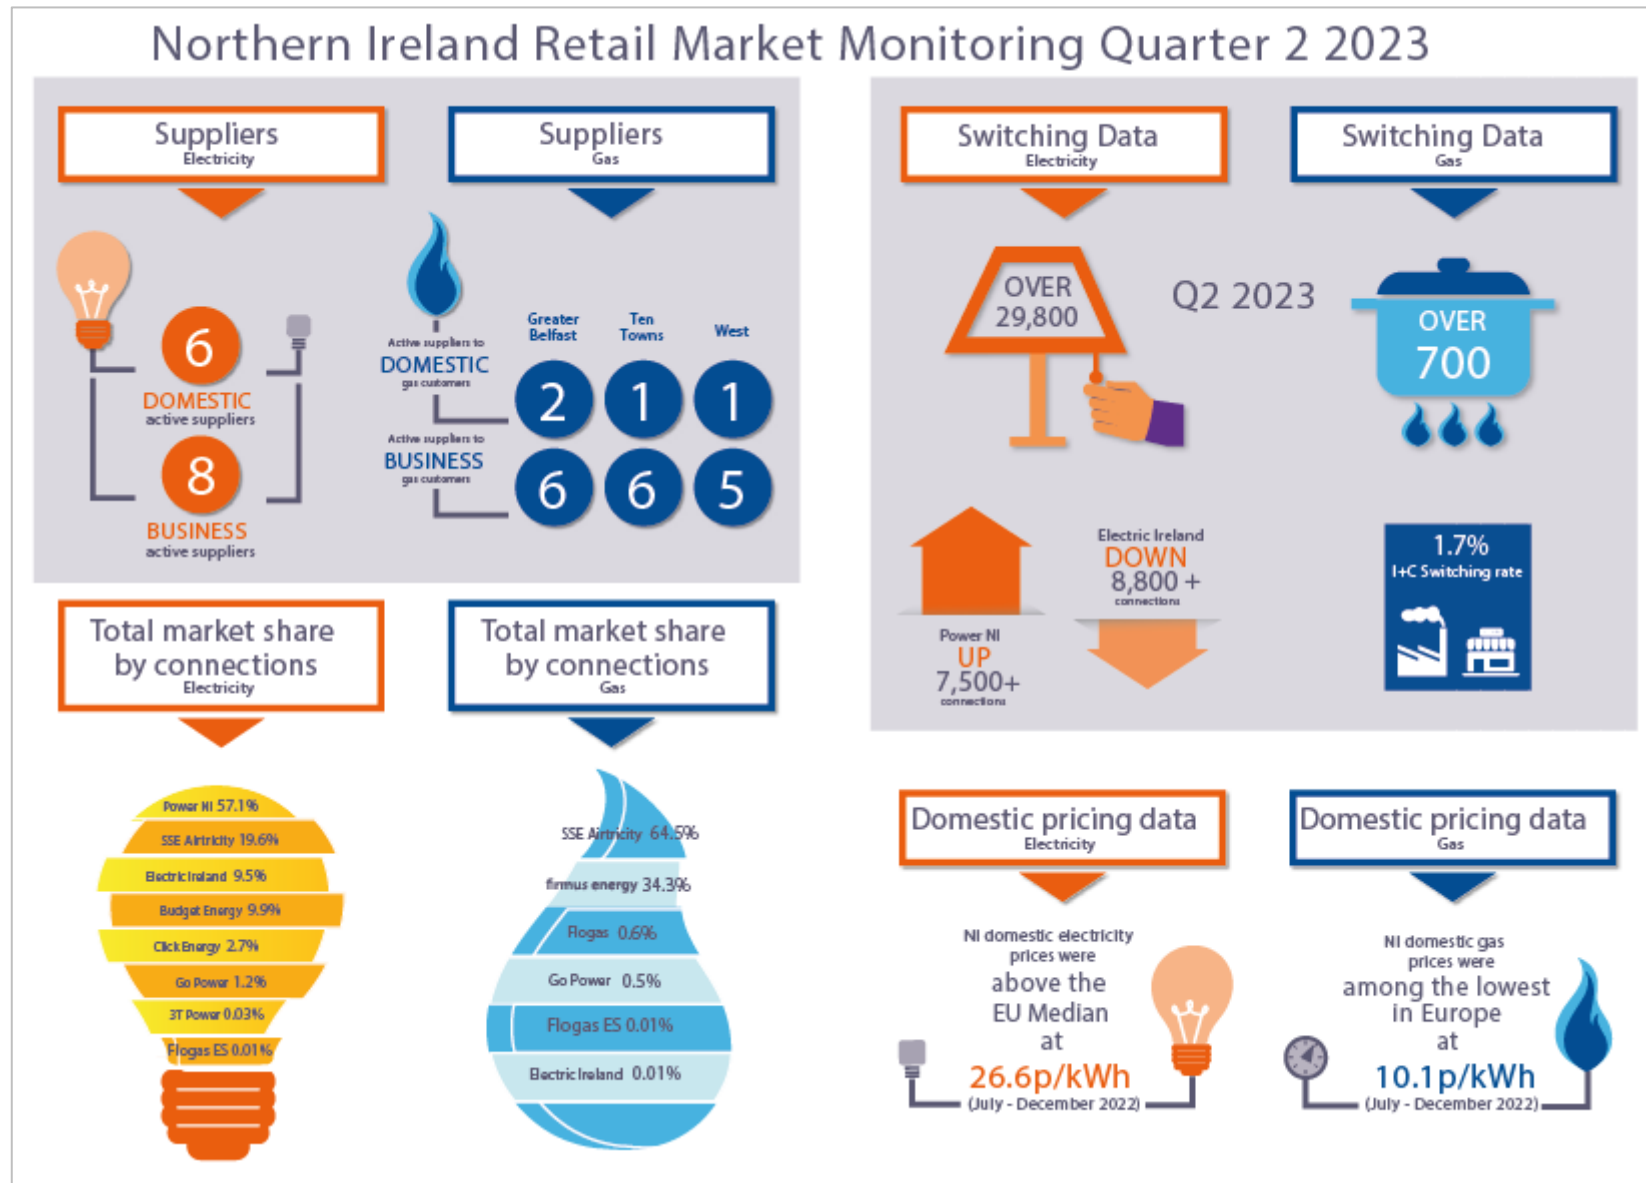 Northern Ireland Retail Market Monitoring Quarter 2 2023
Suppliers
Electricity
6
DOMESTIC
active suppliers
8
BUSINESS
active suppliers
Suppliers
Gas
Greater
Belfast
Ten
Towns
West
Active suppliers to
DOMESTIC
gas customers
2 1 1
Active suppliers to
BUSINESS
gas customers
6 6 5
Switching Data
Electricity
OVER
29,800
Q2 2023
Switching Data
Gas
OVER
700
Power NI
UP
7,500+
connections
Electric Ireland
DOWN
8,800 +
connections
1.7%
I+C Switching rate
Total market share
by connections
Electricity
Power NI 57.1%
SSE Airtricity 19.6%
Electric Ireland 9.5%
Budget Energy 9.9%
Click Energy 2.7%
Go Power 1.2%
3T Power 0.03%
Flogas ES 0.01%
Total market share
by connections
Gas
SSE Airtricity 64.5%
firmus energy 34.3%
Flogas 0.6%
Go Power 0.5%
Flogas ES 0.01%
Electric Ireland 0.01%
Domestic pricing data
Electricity
NI domestic electricity
prices were
above the
EU Median
at
26.6p/kWh
(July - December 2022)
Domestic pricing data
Gas
NI domestic gas
prices were
among the lowest
in Europe
at
10.1p/kWh
(July - December 2022)